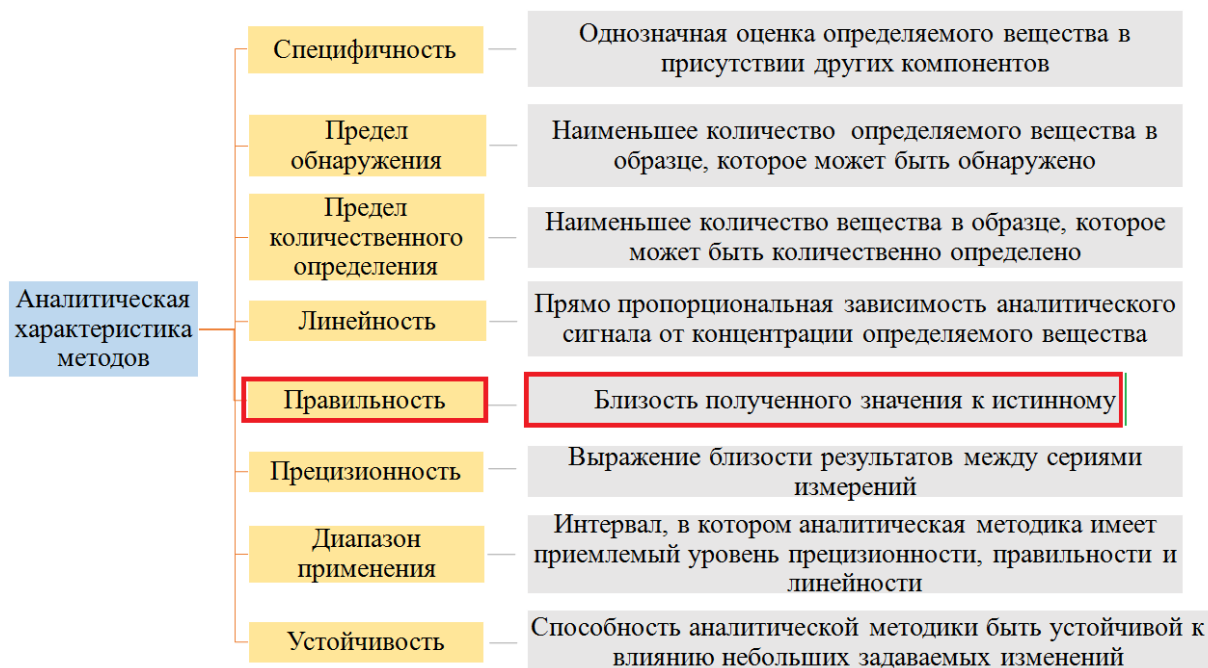 Аналитическая
характеристика
методов
Специфичность
Однозначная оценка определяемого вещества в
присутствии других компонентов
Предел
обнаружения
Наименьшее количество определяемого вещества в
образце, которое может быть обнаружено
Предел
количественного
определения
Наименьшее количество вещества в образце, которое
может быть количественно определено
Линейность
Прямо пропорциональная зависимость аналитического
сигнала от концентрации определяемого вещества
Правильность
Близость полученного значения к истинному
Прецизионность
Выражение близости результатов между сериями
измерений
Диапазон
применения
Интервал, в котором аналитическая методика имеет
приемлемый уровень прецизионности, правильности и
линейности
Устойчивость
Способность аналитической методики быть устойчивой к
влиянию небольших задаваемых изменений